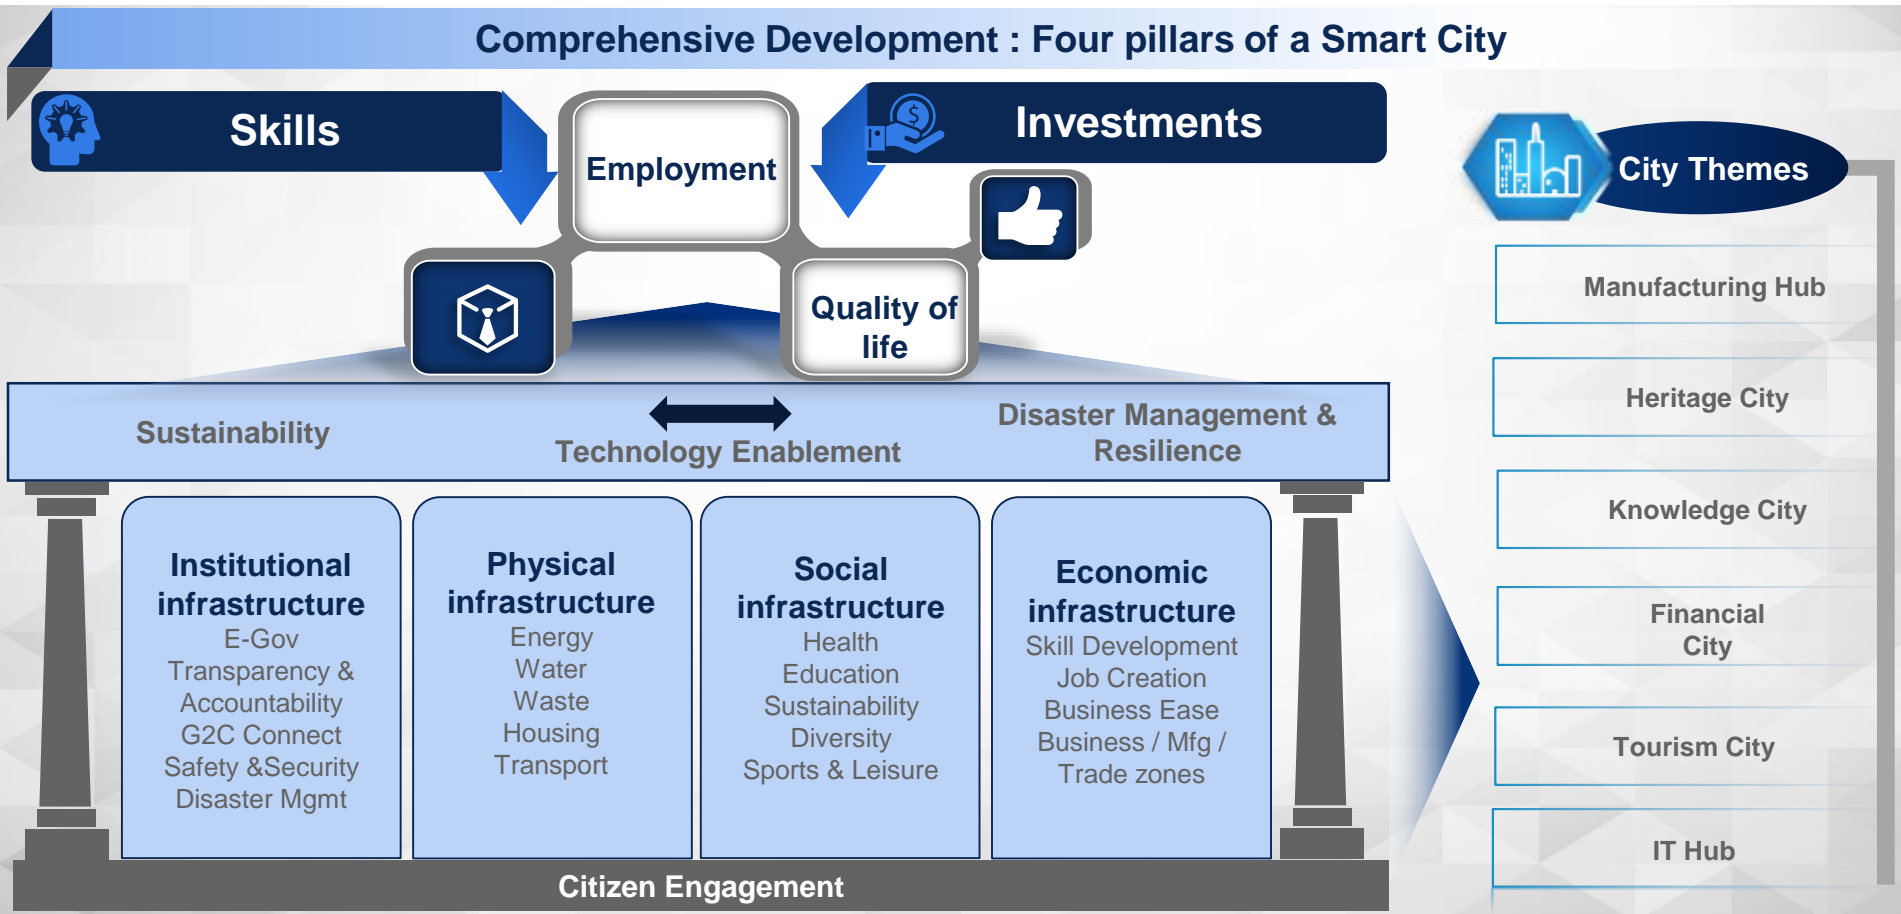 Comprehensive Development : Four pillars of a Smart City
Skills
Employment
$
Investments
Quality of
life
Sustainability
Technology Enablement
Disaster Management &
Resilience
Institutional
infrastructure
E-Gov
Transparency &
Accountability
G2C Connect
Safety &Security
Disaster Mgmt
Physical
infrastructure
Energy
Water
Waste
Housing
Transport
Social
infrastructure
Health
Education
Sustainability
Diversity
Sports & Leisure
Economic
infrastructure
Skill Development
Job Creation
Business Ease
Business / Mfg /
Trade zones
Citizen Engagement
City Themes
Manufacturing Hub
Heritage City
Knowledge City
Financial
City
Tourism City
IT Hub